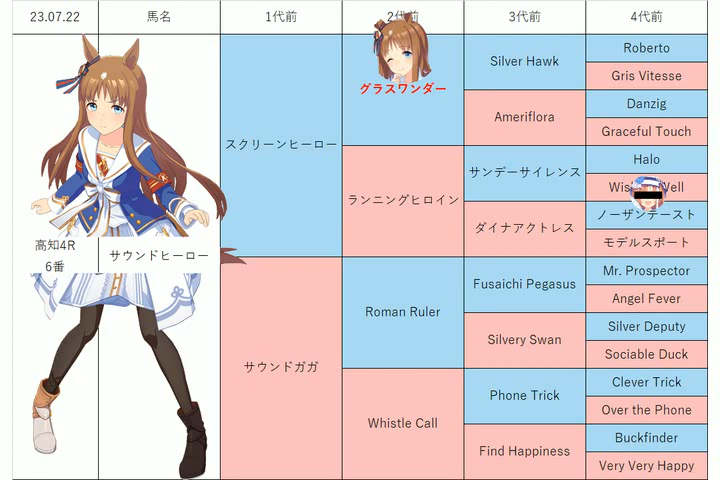 23.07.22 馬名 1代前 2代前 3代前 4代前
高知4R
6番
サウンドヒーロー
スクリーンヒーロー
サウンドガガ
グラスワンダー
ランニングヒロイン
Roman Ruler
Whistle Call
Silver Hawk
Ameriflora
サンデーサイレンス
ダイナアクトレス
Fusaichi Pegasus
Silvery Swan
Phone Trick
Find Happiness
Roberto
Gris Vitesse
Danzig
Graceful Touch
Halo
ノーザンテースト
モデルスポート
Mr. Prospector
Angel Fever
Silver Deputy
Sociable Duck
Clever Trick
Over the Phone
Buckfinder
Very Very Happy